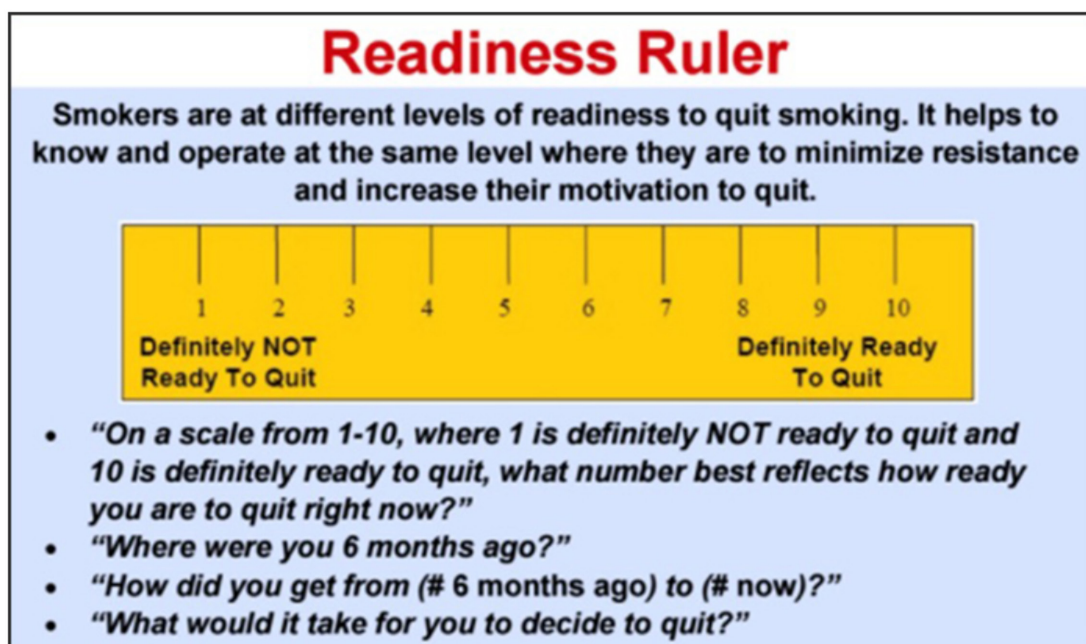 Readiness Ruler
Smokers are at different levels of readiness to quit smoking. It helps to
know and operate at the same level where they are to minimize resistance
and increase their motivation to quit.
1 2 3 4 5 6 7 8 9 10
Definitely NOT Definitely Ready
Ready To Quit To Quit
• “On a scale from 1-10, where 1 is definitely NOT ready to quit and
10 is definitely ready to quit, what number best reflects how ready
you are to quit right now?”
• “Where were you 6 months ago?”
• “How did you get from (# 6 months ago) to (# now)?”
• “What would it take for you to decide to quit?”